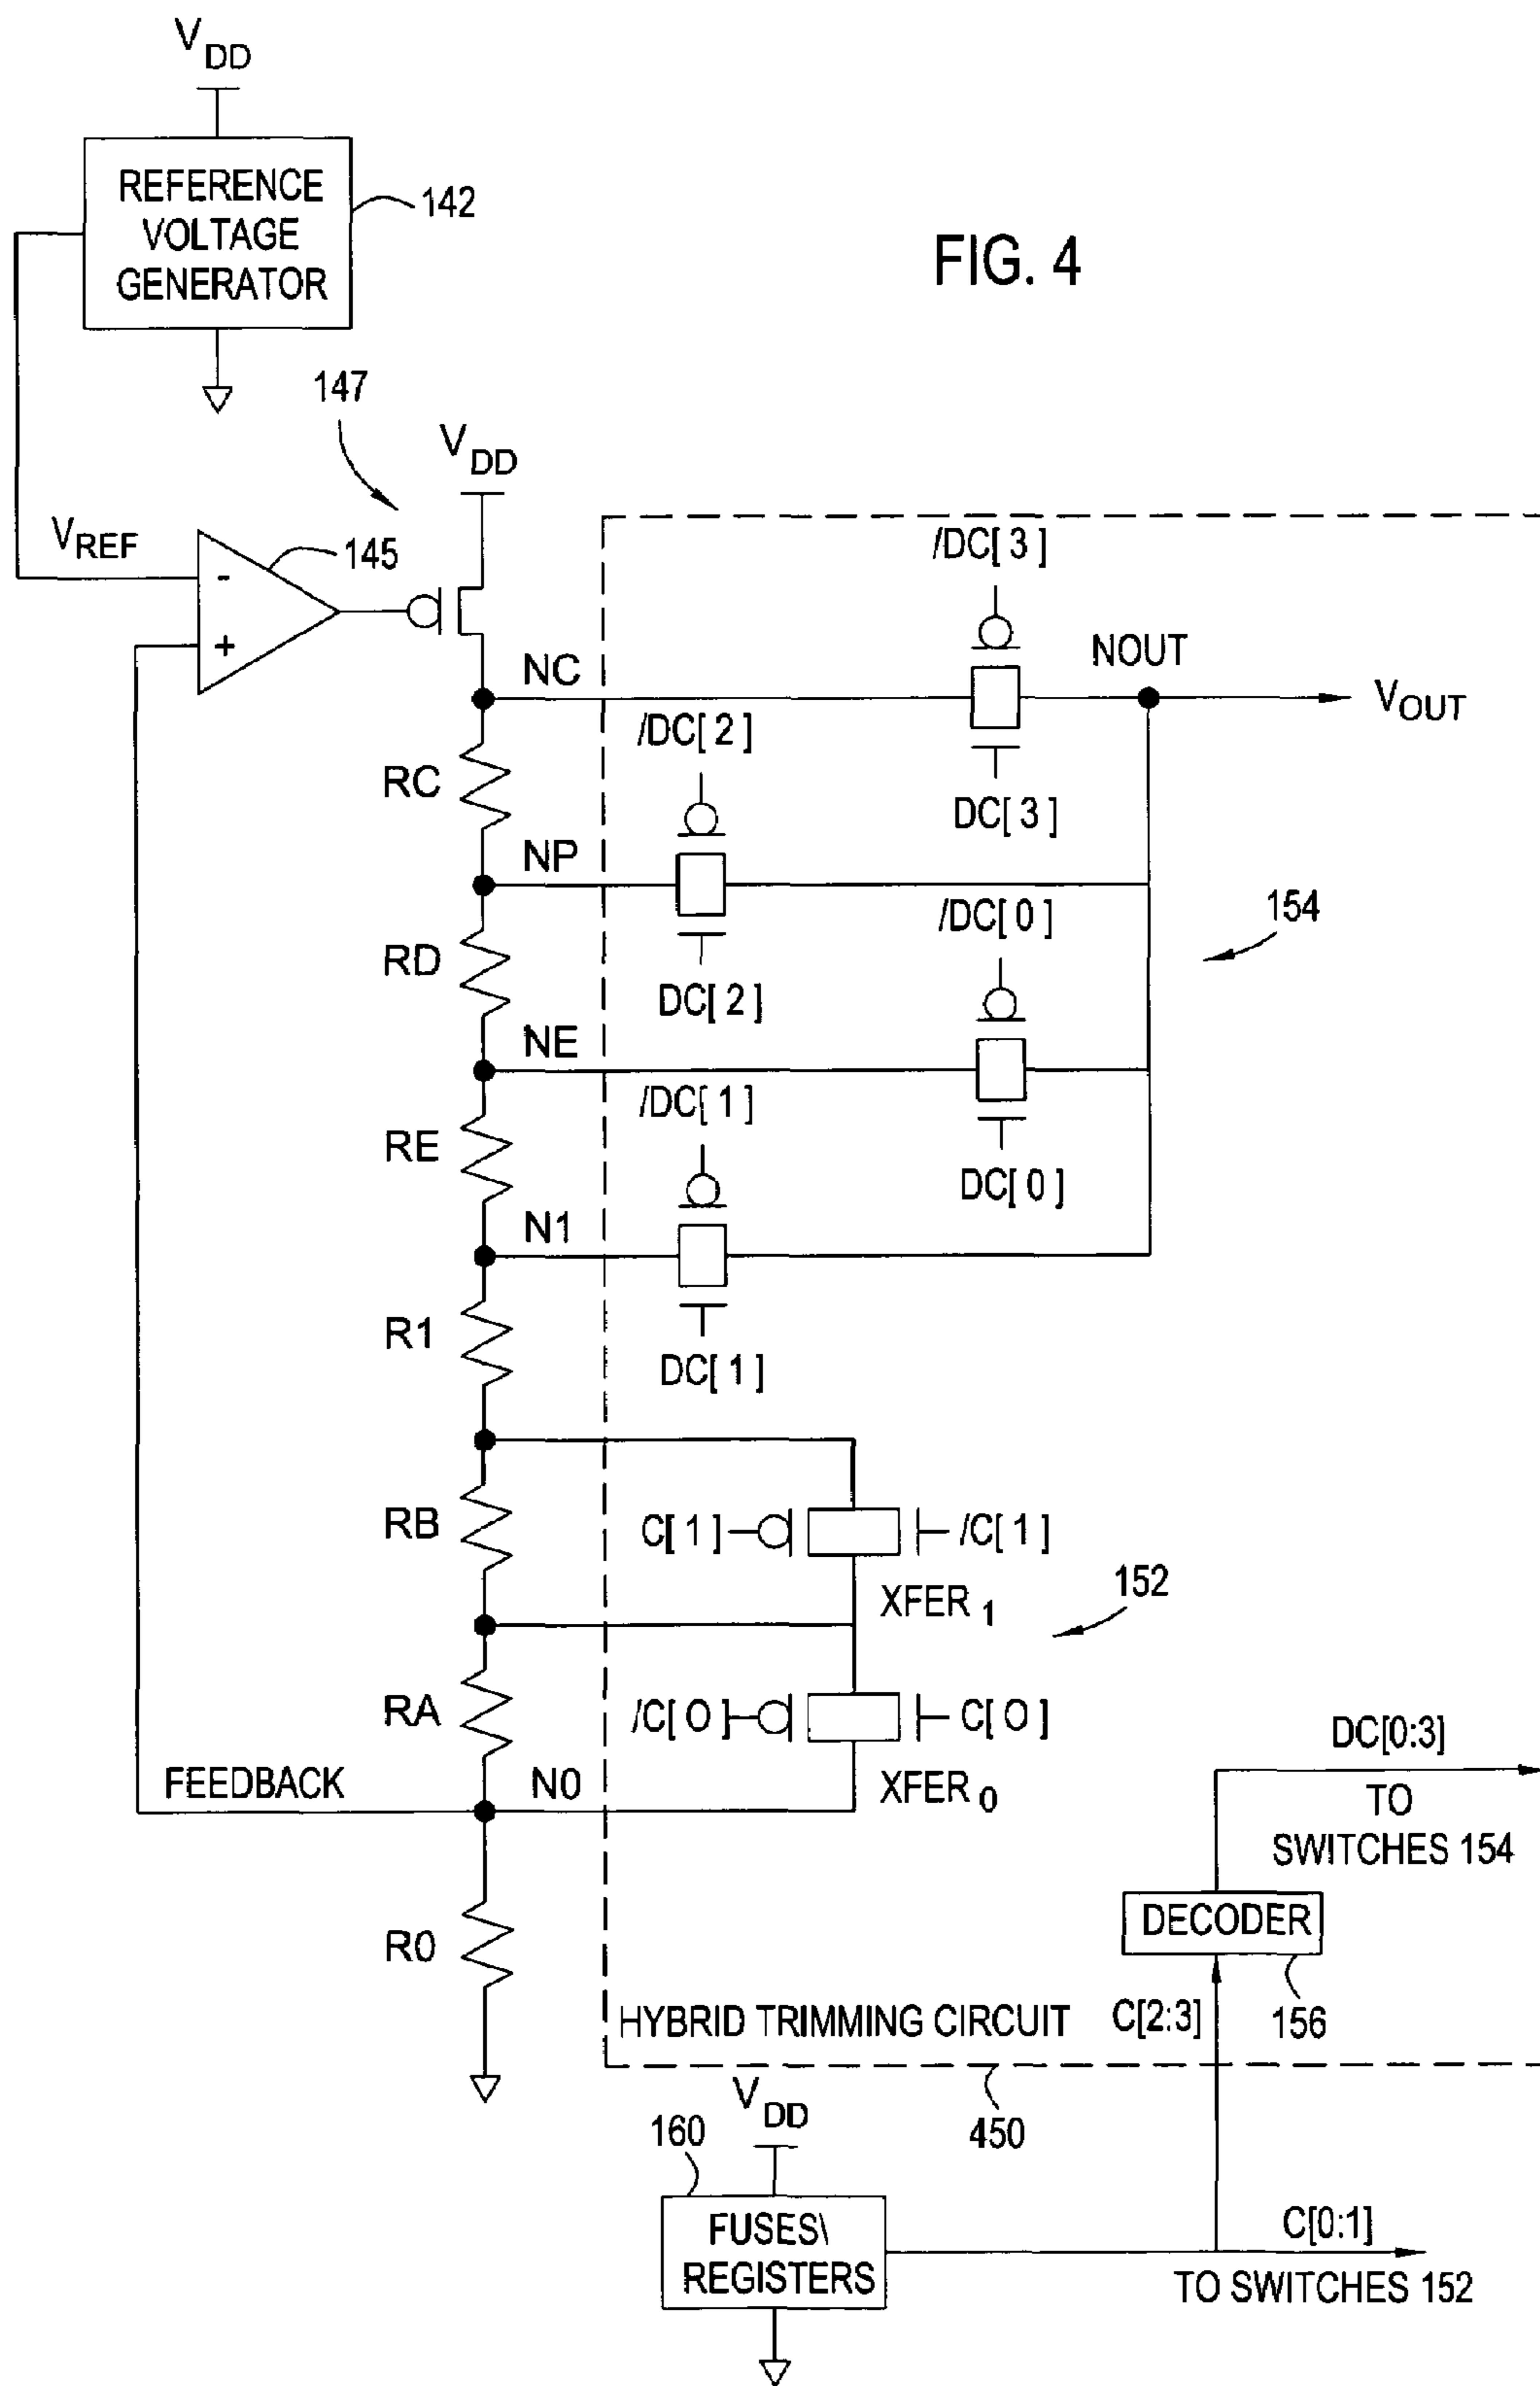 VDD
REFERENCE
VOLTAGE
GENERATOR
142
FIG. 4
147
VDD
VREF
145
-
+
/DC[ 3 ]
NC
NOUT
VOUT
/DC[ 2 ]
RC
DC[ 3 ]
NP
/DC[ 0 ]
154
RD
DC[ 2 ]
NE
/DC[ 1 ]
RE
DC[ 0 ]
N1
R1
DC[ 1 ]
RB
C[ 1 ]
/C[ 1 ]
XFER 1
152
RA
/C[ 0 ]
C[ 0 ]
FEEDBACK
N0
XFER 0
DC[0:3]
TO
SWITCHES 154
DECODER
R0
HYBRID TRIMMING CIRCUIT
C[2:3]
156
450
VDD
160
FUSES\
REGISTERS
C[0:1]
TO SWITCHES 152